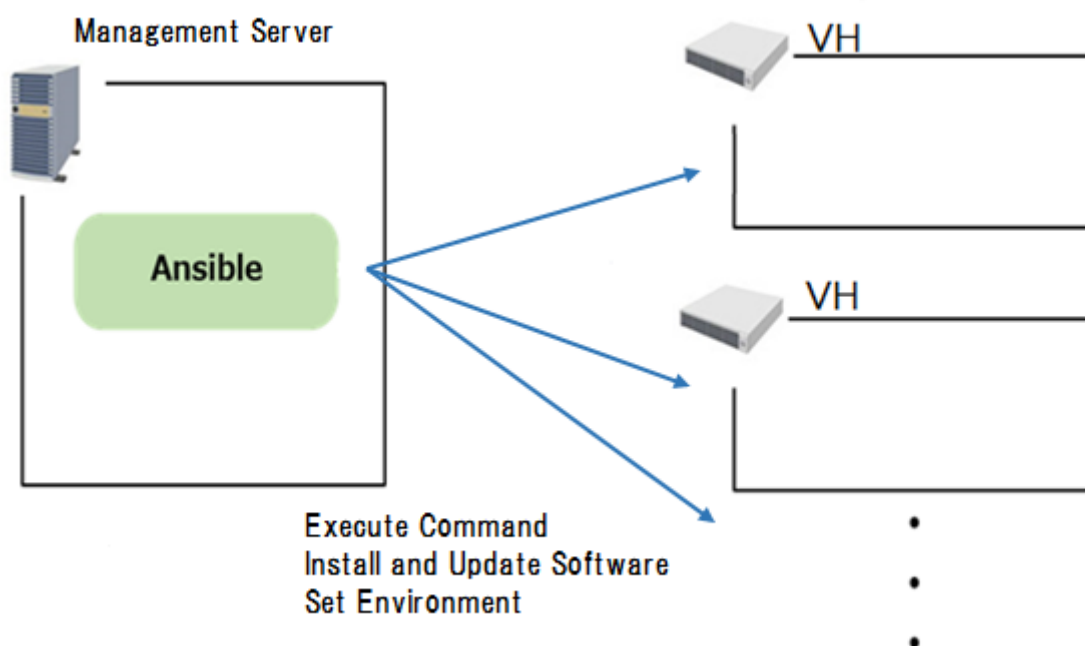 Management Server
VH
Ansible
VH
Execute Command
Install and Update Software
Set Environment